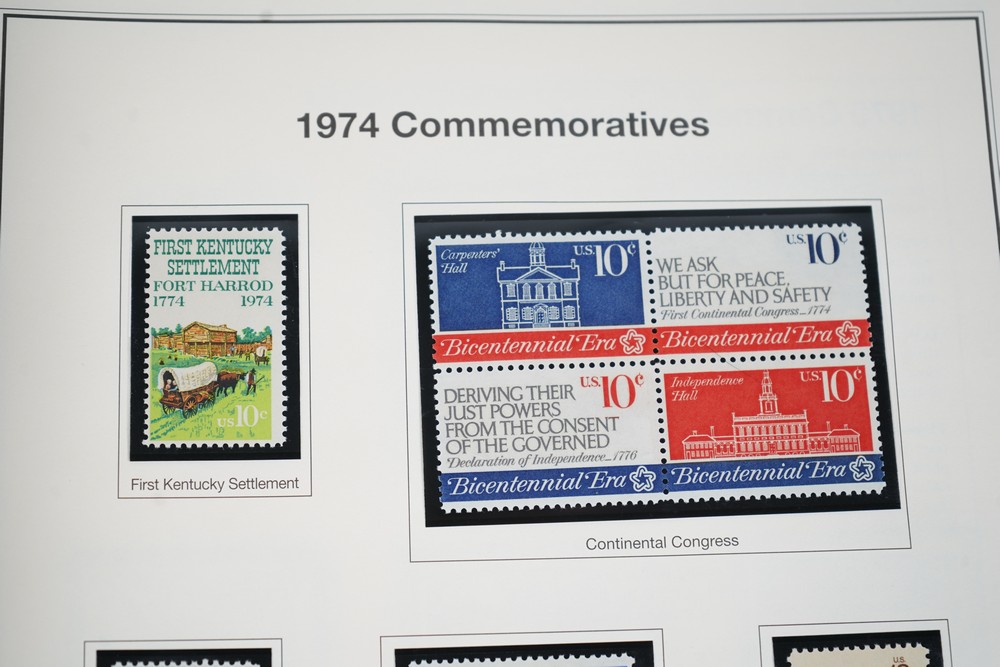 1974 Commemoratives
FIRST KENTUCKY
SETTLEMENT
FORT HARROD
1774 1974
US 10c
First Kentucky Settlement
Carpenters'
Hall
U.S. 10c
Bicentennial Era
U.S. 10c
WE ASK
BUT FOR PEACE,
LIBERTY AND SAFETY
First Continental Congress...1774
Bicentennial Era
U.S. 10c
DERIVING THEIR
JUST POWERS
FROM THE CONSENT
OF THE GOVERNED
Declaration of Independence...1776
Bicentennial Era
Independence
Hall
U.S. 10c
Bicentennial Era
Continental Congress
U.S.